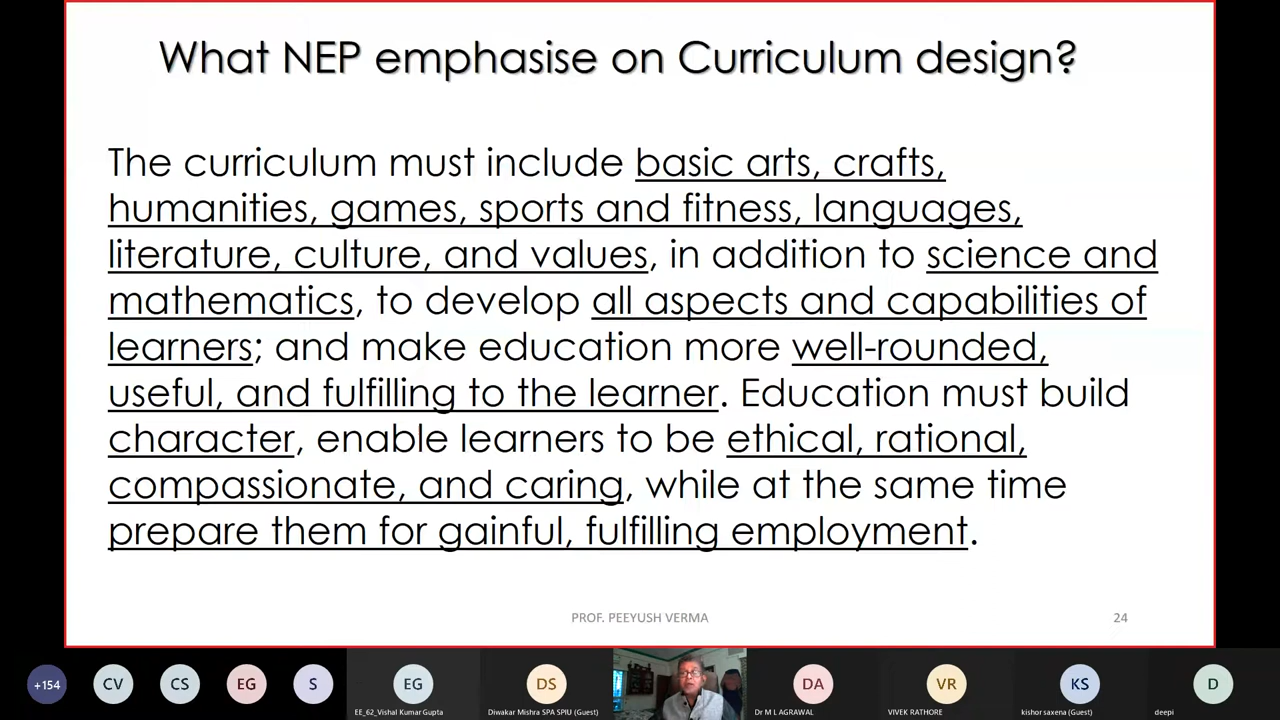 What NEP emphasise on Curriculum design?
The curriculum must include basic arts, crafts,
humanities, games, sports and fitness, languages,
literature, culture, and values, in addition to science and
mathematics, to develop all aspects and capabilities of
learners; and make education more well-rounded,
useful, and fulfilling to the learner. Education must build
character, enable learners to be ethical, rational,
compassionate, and caring, while at the same time
prepare them for gainful, fulfilling employment.
PROF. PEEYUSH VERMA
24
+154
CV
CS
EG
S
EG
DS
DA
VR
KS
D
EE_62_Vishal Kumar Gupta
Diwakar Mishra SPA SPIU (Guest)
Dr M L AGRAWAL
VIVEK RATHORE
kishor saxena (Guest)
deepi